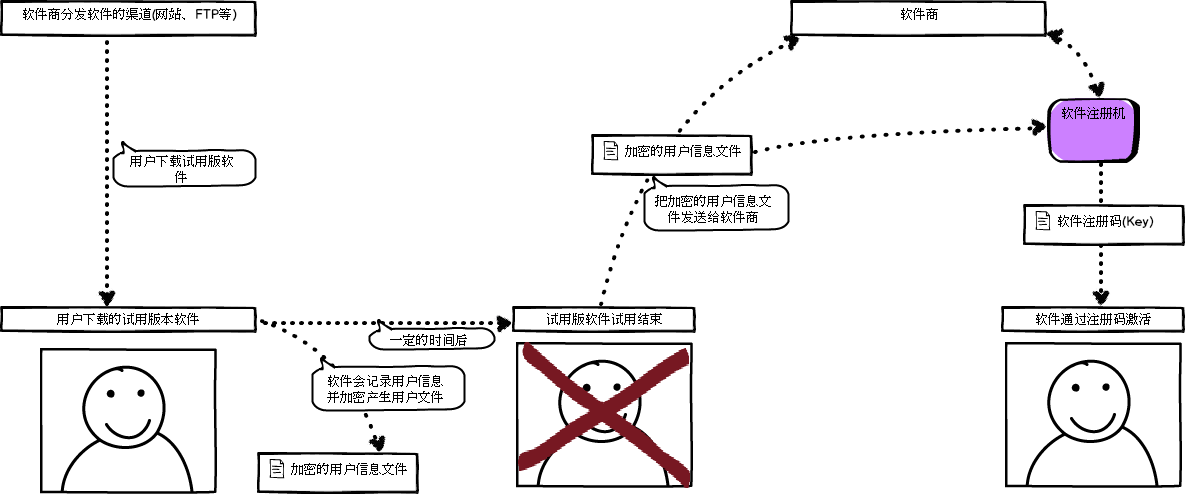 软件商分发软件的渠道(网站、FTP等)
软件商
软件注册机
加密的用户信息文件
用户下载试用版软
件
把加密的用户信息文
件发送给软件商
软件注册码(Key)
用户下载的试用版本软件
试用版软件试用结束
软件通过注册码激活
一定的时间后
软件会记录用户信息
并加密产生用户文件
加密的用户信息文件